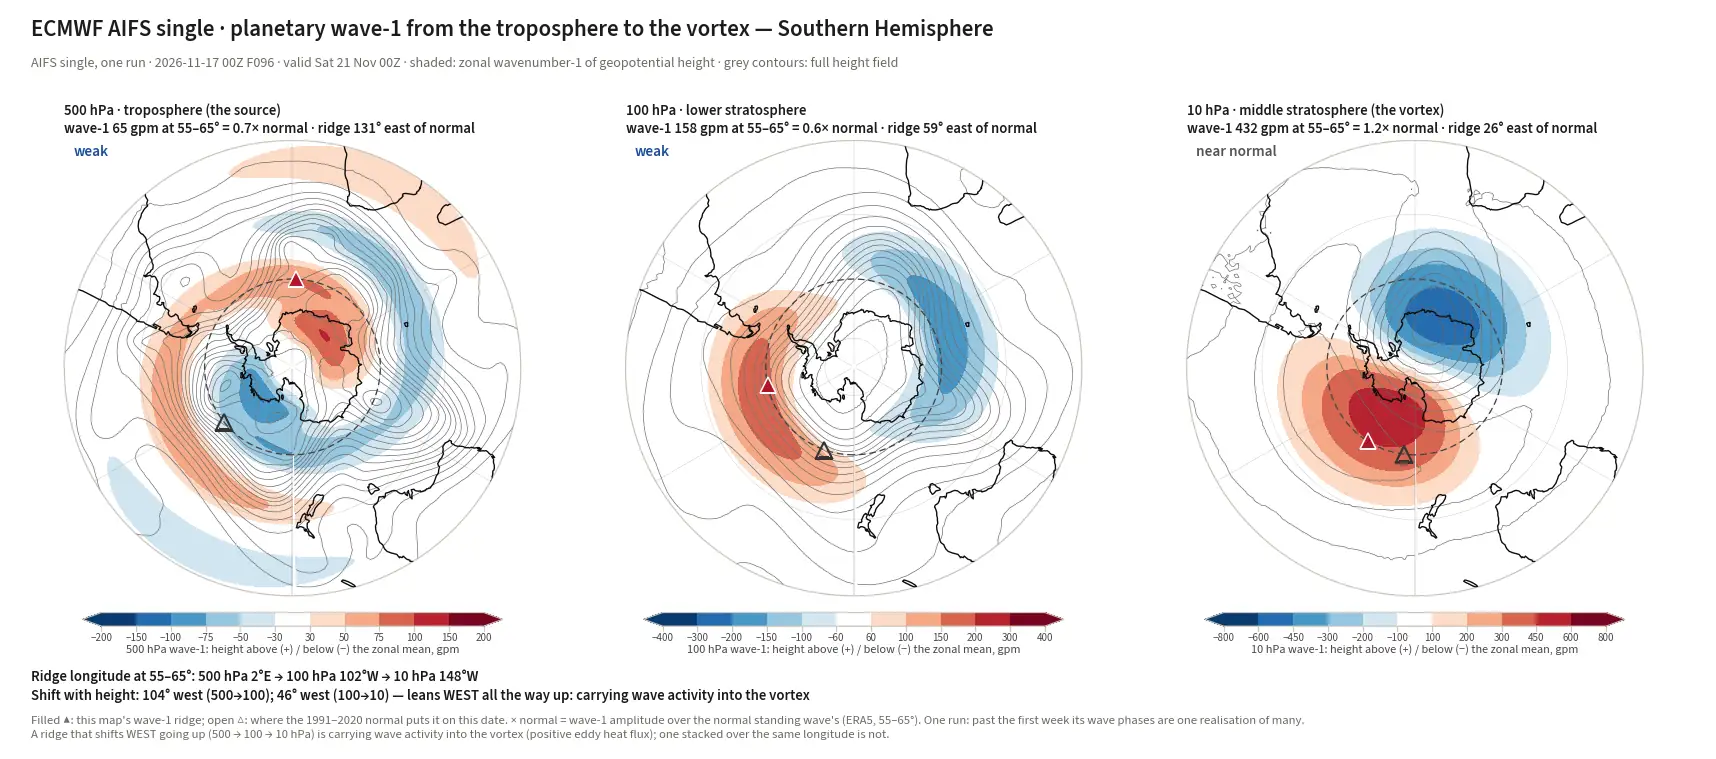 ECMWF AIFS single · planetary wave-1 from the troposphere to the vortex — Southern Hemisphere
AIFS single, one run · 2026-11-17 00Z F096 · valid Sat 21 Nov 00Z · shaded: zonal wavenumber-1 of geopotential height · grey contours: full height field
500 hPa · troposphere (the source)
wave-1 65 gpm at 55–65° = 0.7× normal · ridge 131° east of normal
weak
100 hPa · lower stratosphere
wave-1 158 gpm at 55–65° = 0.6× normal · ridge 59° east of normal
weak
10 hPa · middle stratosphere (the vortex)
wave-1 432 gpm at 55–65° = 1.2× normal · ridge 26° east of normal
near normal
−200 −150 −100 −75 −50 −30 30 50 75 100 150 200
500 hPa wave-1: height above (+) / below (−) the zonal mean, gpm
−400 −300 −200 −150 −100 −60 60 100 150 200 300 400
100 hPa wave-1: height above (+) / below (−) the zonal mean, gpm
−800 −600 −450 −300 −200 −100 100 200 300 450 600 800
10 hPa wave-1: height above (+) / below (−) the zonal mean, gpm
Ridge longitude at 55–65°: 500 hPa 2°E → 100 hPa 102°W → 10 hPa 148°W
Shift with height: 104° west (500→100); 46° west (100→10) — leans WEST all the way up: carrying wave activity into the vortex
Filled ▲: this map's wave-1 ridge; open △: where the 1991–2020 normal puts it on this date. × normal = wave-1 amplitude over the normal standing wave's (ERA5, 55–65°). One run: past the first week its wave phases are one realisation of many.
A ridge that shifts WEST going up (500 → 100 → 10 hPa) is carrying wave activity into the vortex (positive eddy heat flux); one stacked over the same longitude is not.